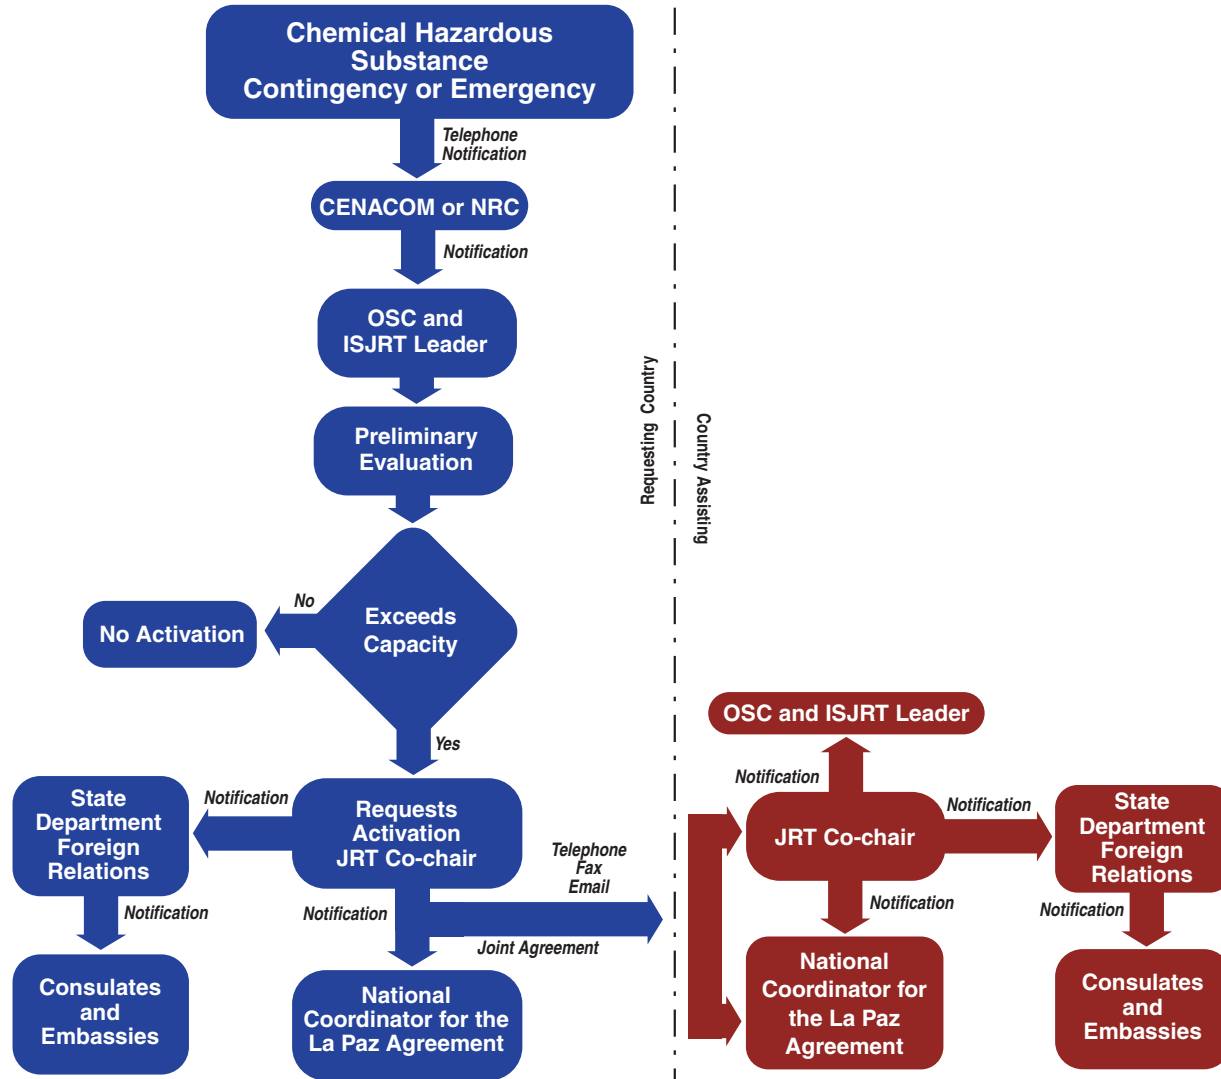 Chemical Hazardous
Substance
Contingency or Emergency
Telephone
Notification
CENACOM or NRC
Notification
OSC and
ISJRT Leader
Preliminary
Evaluation
Requesting Country
Country Assisting
No
No Activation
Exceeds
Capacity
Yes
OSC and ISJRT Leader
Notification
State
Department
Foreign
Relations
Notification
Requests
Activation
JRT Co-chair
Telephone
Fax
Email
JRT Co-chair
Notification
State
Department
Foreign
Relations
Notification
Notification
Joint Agreement
Notification
Notification
Consulates
and
Embassies
National
Coordinator for the
La Paz Agreement
National
Coordinator for
the La Paz
Agreement
Consulates
and
Embassies